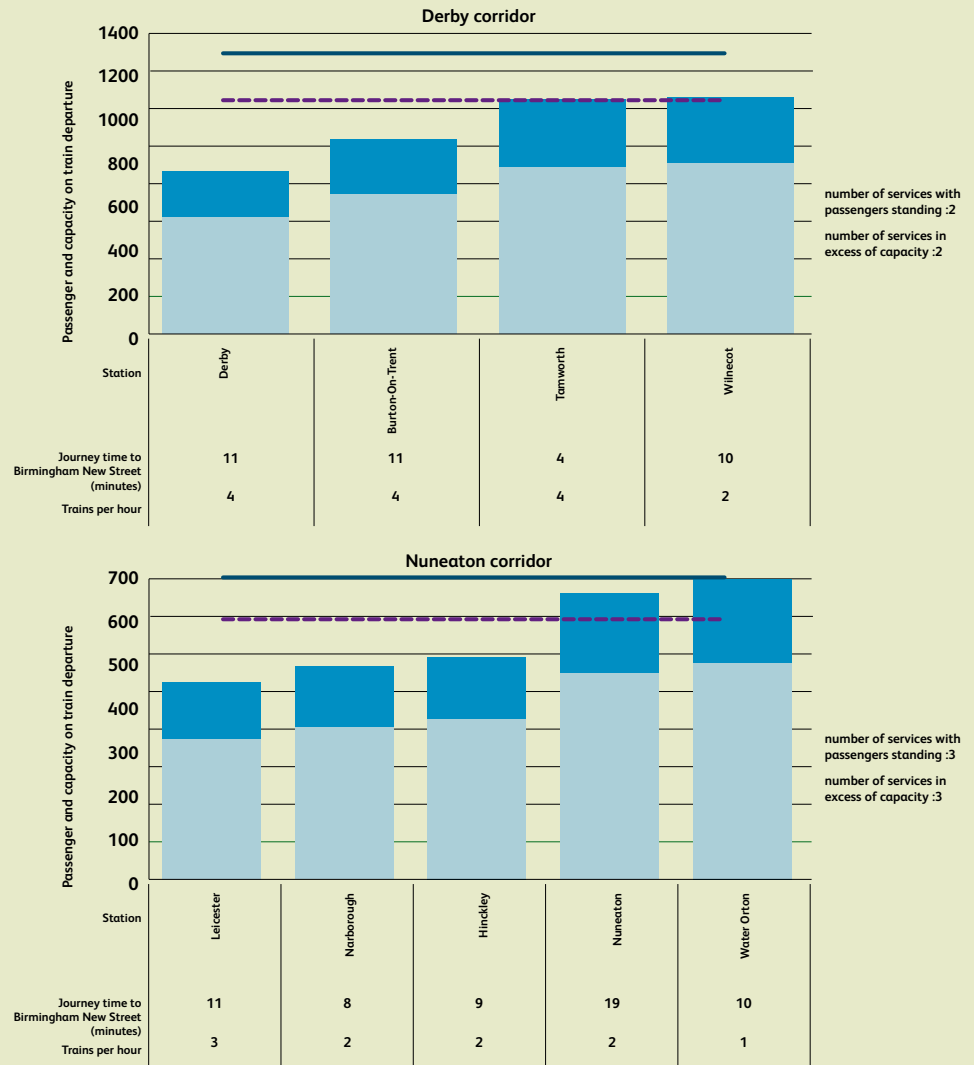 Derby corridor
1400
1200
1000
800
600
400
200
0
Passenger and capacity on train departure
number of services with
passengers standing :2
number of services in
excess of capacity :2
Station
Derby
Burton-On-Trent
Tamworth
Wilnecot
Journey time to
Birmingham New Street
(minutes)
11 11 4 10
Trains per hour
4 4 4 2
Nuneaton corridor
700
600
500
400
300
200
100
0
Passenger and capacity on train departure
number of services with
passengers standing :3
number of services in
excess of capacity :3
Station
Leicester
Narborough
Hinckley
Nuneaton
Water Orton
Journey time to
Birmingham New Street
(minutes)
11 8 9 19 10
Trains per hour
3 2 2 2 1